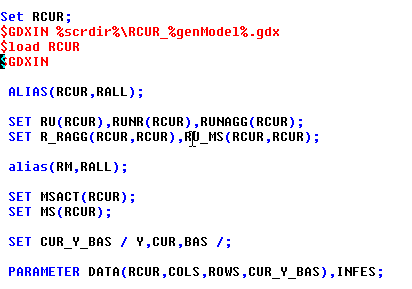 Set RCUR;
$GDXIN %scrdir%\RCUR_%genModel%.gdx
$load RCUR
$GDXIN
ALIAS(RCUR,RALL);
SET RU(RCUR),RUNR(RCUR),RUNAGG(RCUR);
SET R_RAGG(RCUR,RCUR),RU_MS(RCUR,RCUR);
alias(RM,RALL);
SET MSACT(RCUR);
SET MS(RCUR);
SET CUR_Y_BAS / Y,CUR,BAS /;
PARAMETER DATA(RCUR,COLS,ROWS,CUR_Y_BAS),INFES;